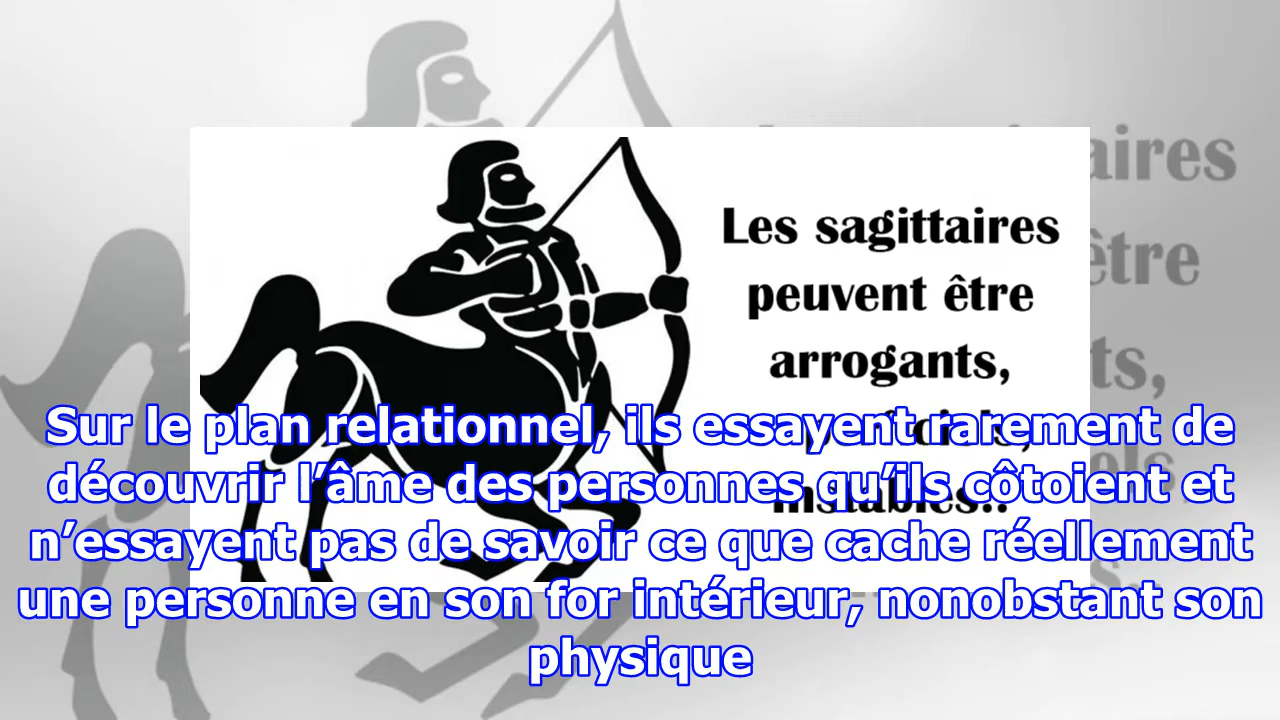 Les sagittaires
peuvent être
arrogants,
instables..
Sur le plan relationnel, ils essayent rarement de
découvrir l’âme des personnes qu’ils côtoient et
n’essayent pas de savoir ce que cache réellement
une personne en son for intérieur, nonobstant son
physique